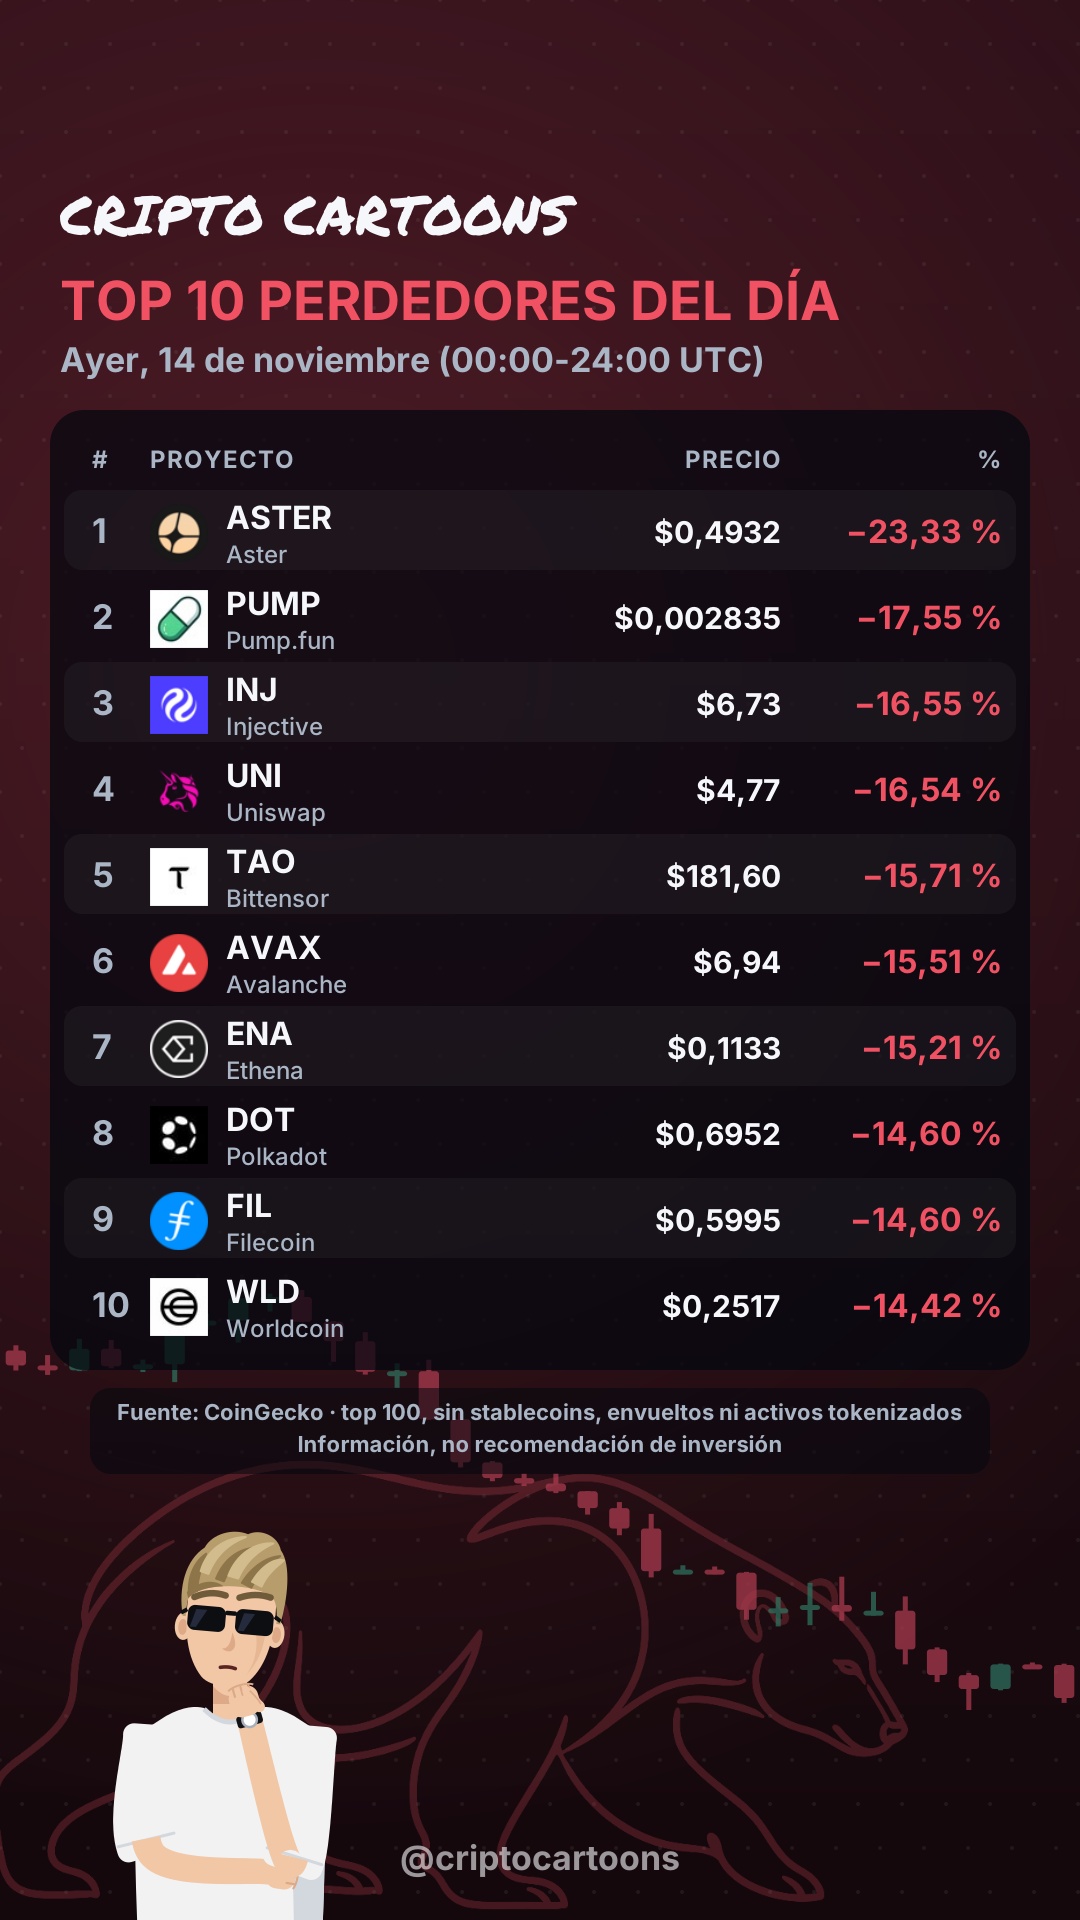 CRIPTO CARTOONS
TOP 10 PERDEDORES DEL DÍA
Ayer, 14 de noviembre (00:00-24:00 UTC)
# PROYECTO PRECIO %
1 ASTER $0,4932 −23,33 %
Aster
2 PUMP $0,002835 −17,55 %
Pump.fun
3 INJ $6,73 −16,55 %
Injective
4 UNI $4,77 −16,54 %
Uniswap
5 TAO $181,60 −15,71 %
Bittensor
6 AVAX $6,94 −15,51 %
Avalanche
7 ENA $0,1133 −15,21 %
Ethena
8 DOT $0,6952 −14,60 %
Polkadot
9 FIL $0,5995 −14,60 %
Filecoin
10 WLD $0,2517 −14,42 %
Worldcoin
Fuente: CoinGecko · top 100, sin stablecoins, envueltos ni activos tokenizados
Información, no recomendación de inversión
@criptocartoons